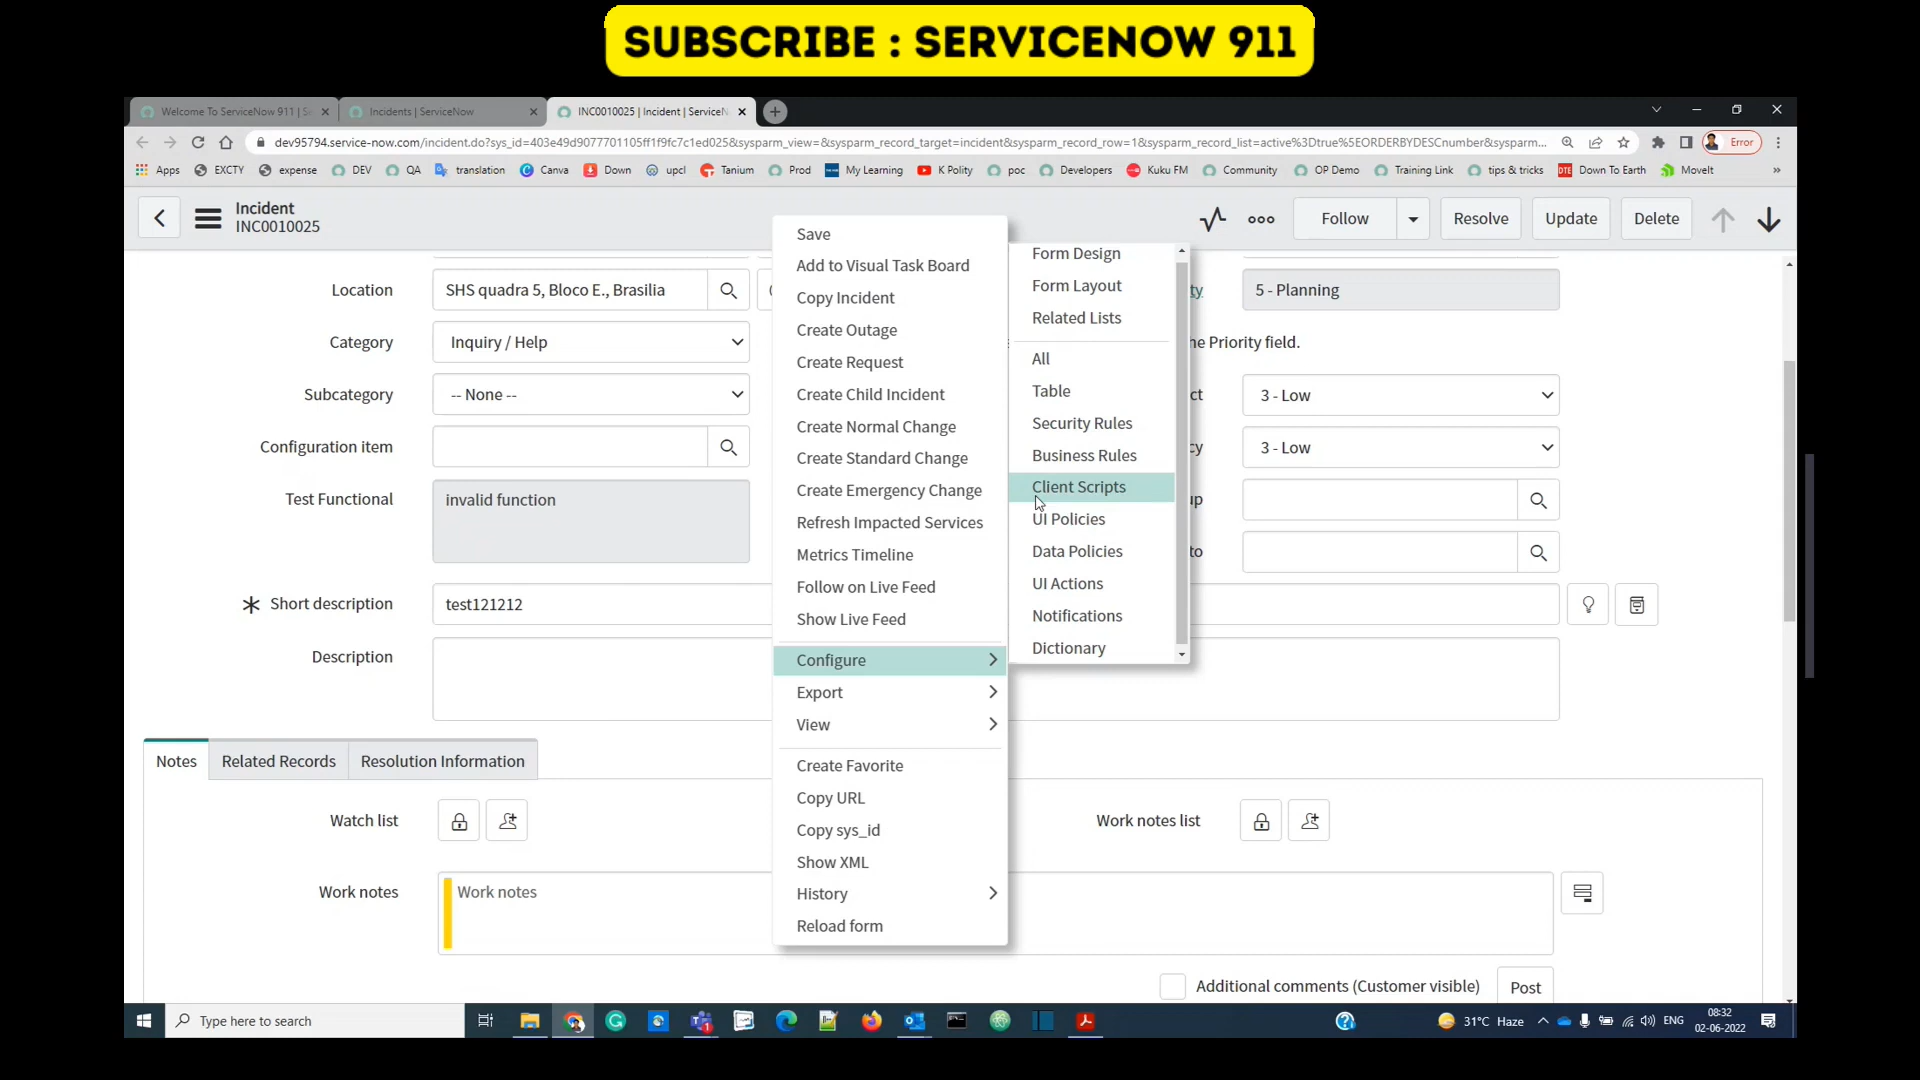 SUBSCRIBE : SERVICENOW 911
Welcome To ServiceNow 911 | S
Incidents | ServiceNow
INC0010025 | Incident | ServiceN
dev95794.service-now.com/incident.do?sys_id=403e49d9077701105ff1f9fc7c1ed025&sysparm_view=&sysparm_record_target=incident&sysparm_record_row=1&sysparm_record_list=active%3Dtrue%5EORDERBYDESCnumber&sysparm...
Error
Apps
EXCTY
expense
DEV
QA
translation
Canva
Down
upcl
Tanium
Prod
My Learning
K Polity
poc
Developers
Kuku FM
Community
OP Demo
Training Link
tips & tricks
Down To Earth
MoveIt
Incident
INC0010025
Follow
Resolve
Update
Delete
Location
SHS quadra 5, Bloco E., Brasilia
Category
Inquiry / Help
Subcategory
-- None --
Configuration item
Test Functional
invalid function
Short description
test121212
Description
Save
Add to Visual Task Board
Copy Incident
Create Outage
Create Request
Create Child Incident
Create Normal Change
Create Standard Change
Create Emergency Change
Refresh Impacted Services
Metrics Timeline
Follow on Live Feed
Show Live Feed
Configure
Export
View
Create Favorite
Copy URL
Copy sys_id
Show XML
History
Reload form
Form Design
Form Layout
Related Lists
All
Table
Security Rules
Business Rules
Client Scripts
UI Policies
Data Policies
UI Actions
Notifications
Dictionary
ty
5 - Planning
he Priority field.
ct
3 - Low
cy
3 - Low
up
to
Notes
Related Records
Resolution Information
Watch list
Work notes list
Work notes
Work notes
Additional comments (Customer visible)
Post
Type here to search
31°C Haze
ENG
08:32
02-06-2022